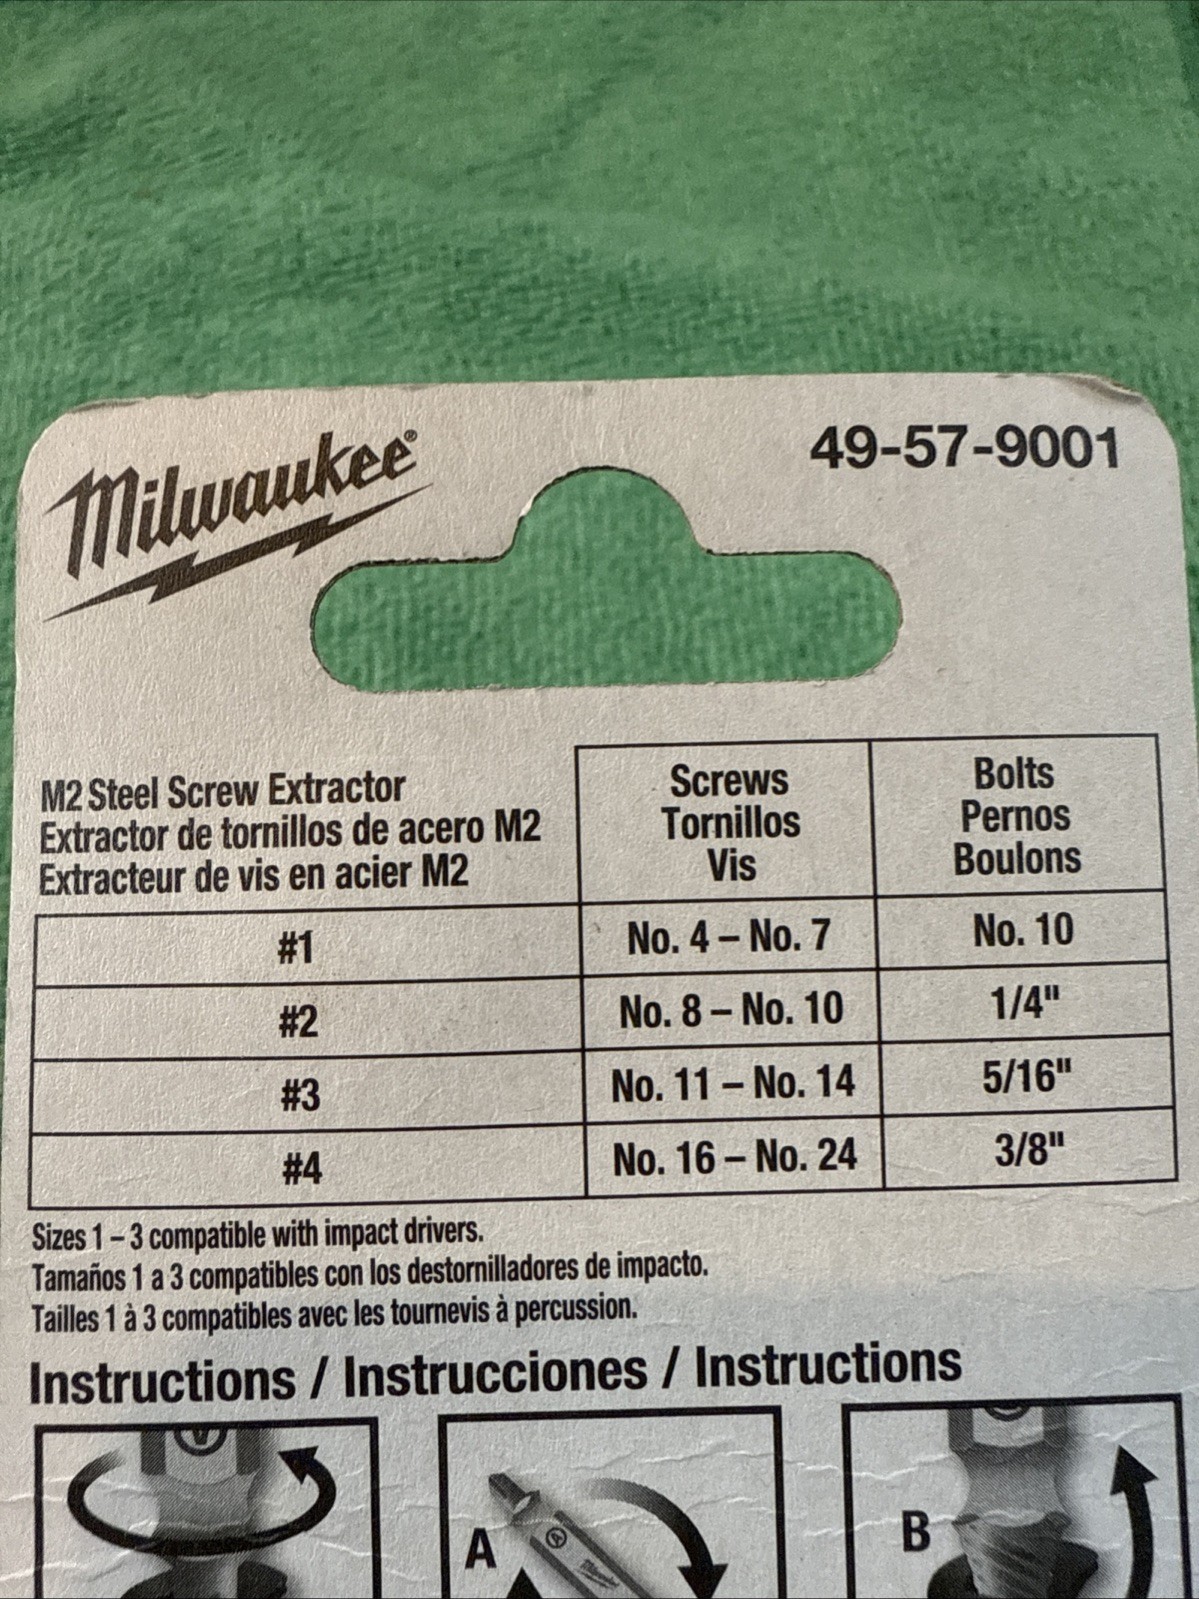 Milwaukee®
49-57-9001
M2 Steel Screw Extractor
Extractor de tornillos de acero M2
Extracteur de vis en acier M2
Screws
Tornillos
Vis
Bolts
Pernos
Boulons
#1 No. 4 – No. 7 No. 10
#2 No. 8 – No. 10 1/4"
#3 No. 11 – No. 14 5/16"
#4 No. 16 – No. 24 3/8"
Sizes 1 – 3 compatible with impact drivers.
Tamaños 1 a 3 compatibles con los destornilladores de impacto.
Tailles 1 à 3 compatibles avec les tournevis à percussion.
Instructions / Instrucciones / Instructions
A
A
A
Milwaukee
B